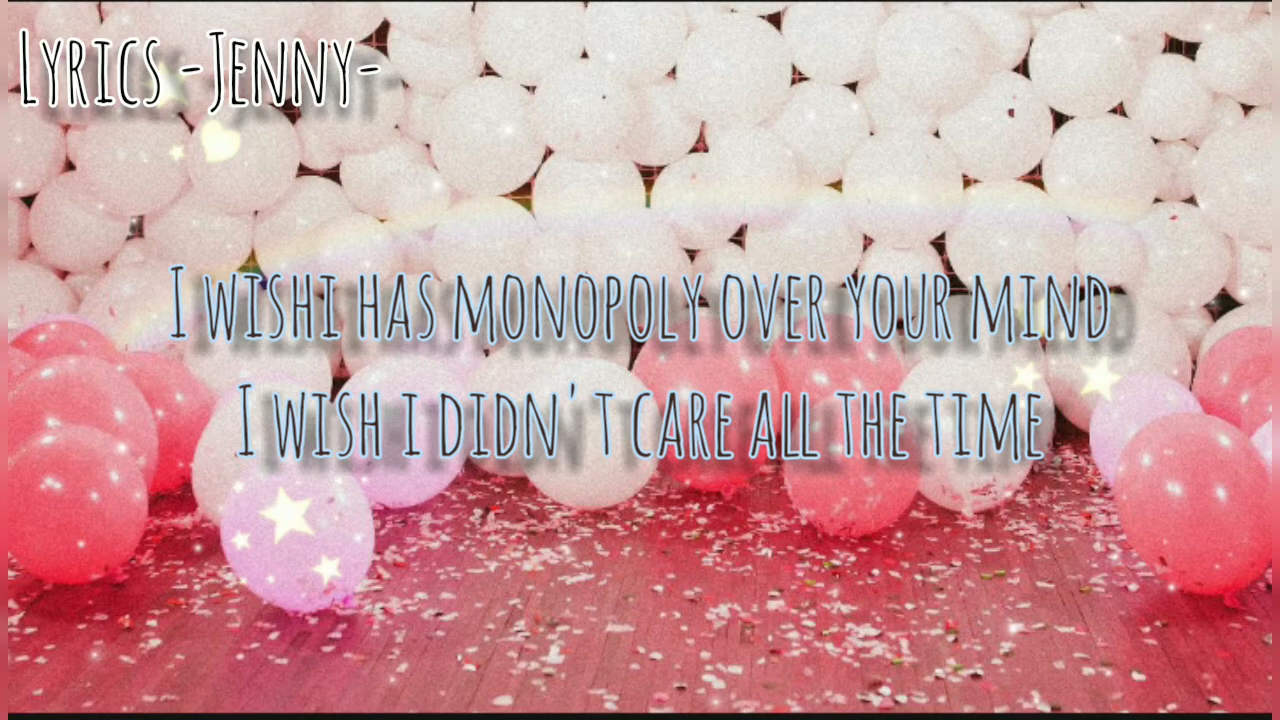 Lyrics -Jenny-
I wishi has monopoly over your mind
I wish i didn't care all the time